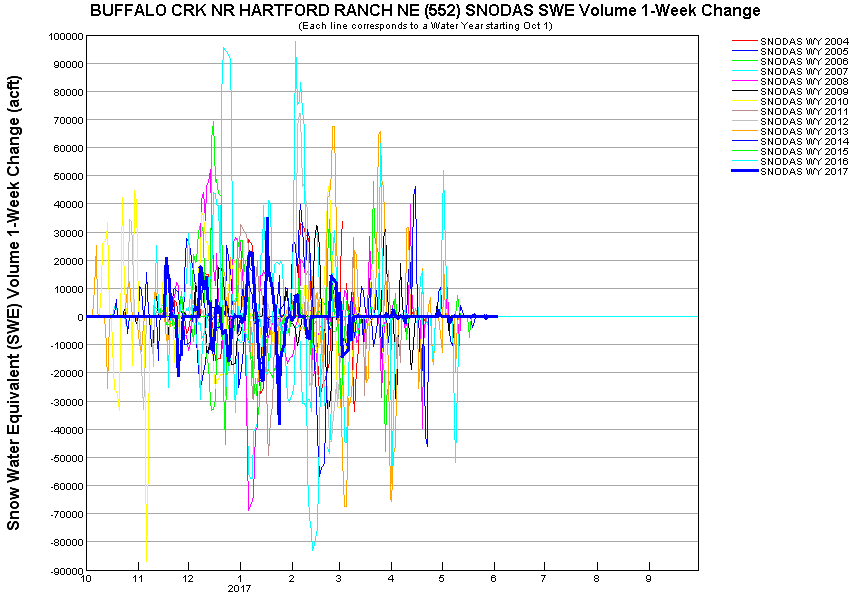 BUFFALO CRK NR HARTFORD RANCH NE (552) SNODAS SWE Volume 1-Week Change
(Each line corresponds to a Water Year starting Oct 1)
Snow Water Equivalent (SWE) Volume 1-Week Change (acft)
100000
90000
80000
70000
60000
50000
40000
30000
20000
10000
0
-10000
-20000
-30000
-40000
-50000
-60000
-70000
-80000
-90000
10 11 12 1 2 3 4 5 6 7 8 9
2017
SNODAS WY 2004
SNODAS WY 2005
SNODAS WY 2006
SNODAS WY 2007
SNODAS WY 2008
SNODAS WY 2009
SNODAS WY 2010
SNODAS WY 2011
SNODAS WY 2012
SNODAS WY 2013
SNODAS WY 2014
SNODAS WY 2015
SNODAS WY 2016
SNODAS WY 2017